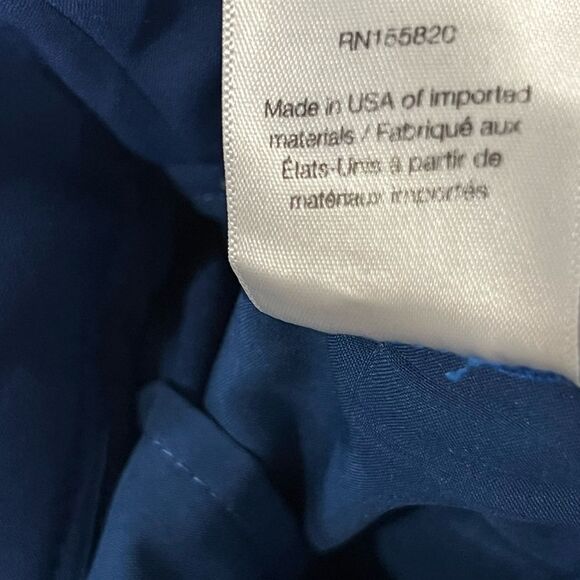 RN155820
Made in USA of imported
materials / Fabriqué aux
États-Unis à partir de
matériaux importés